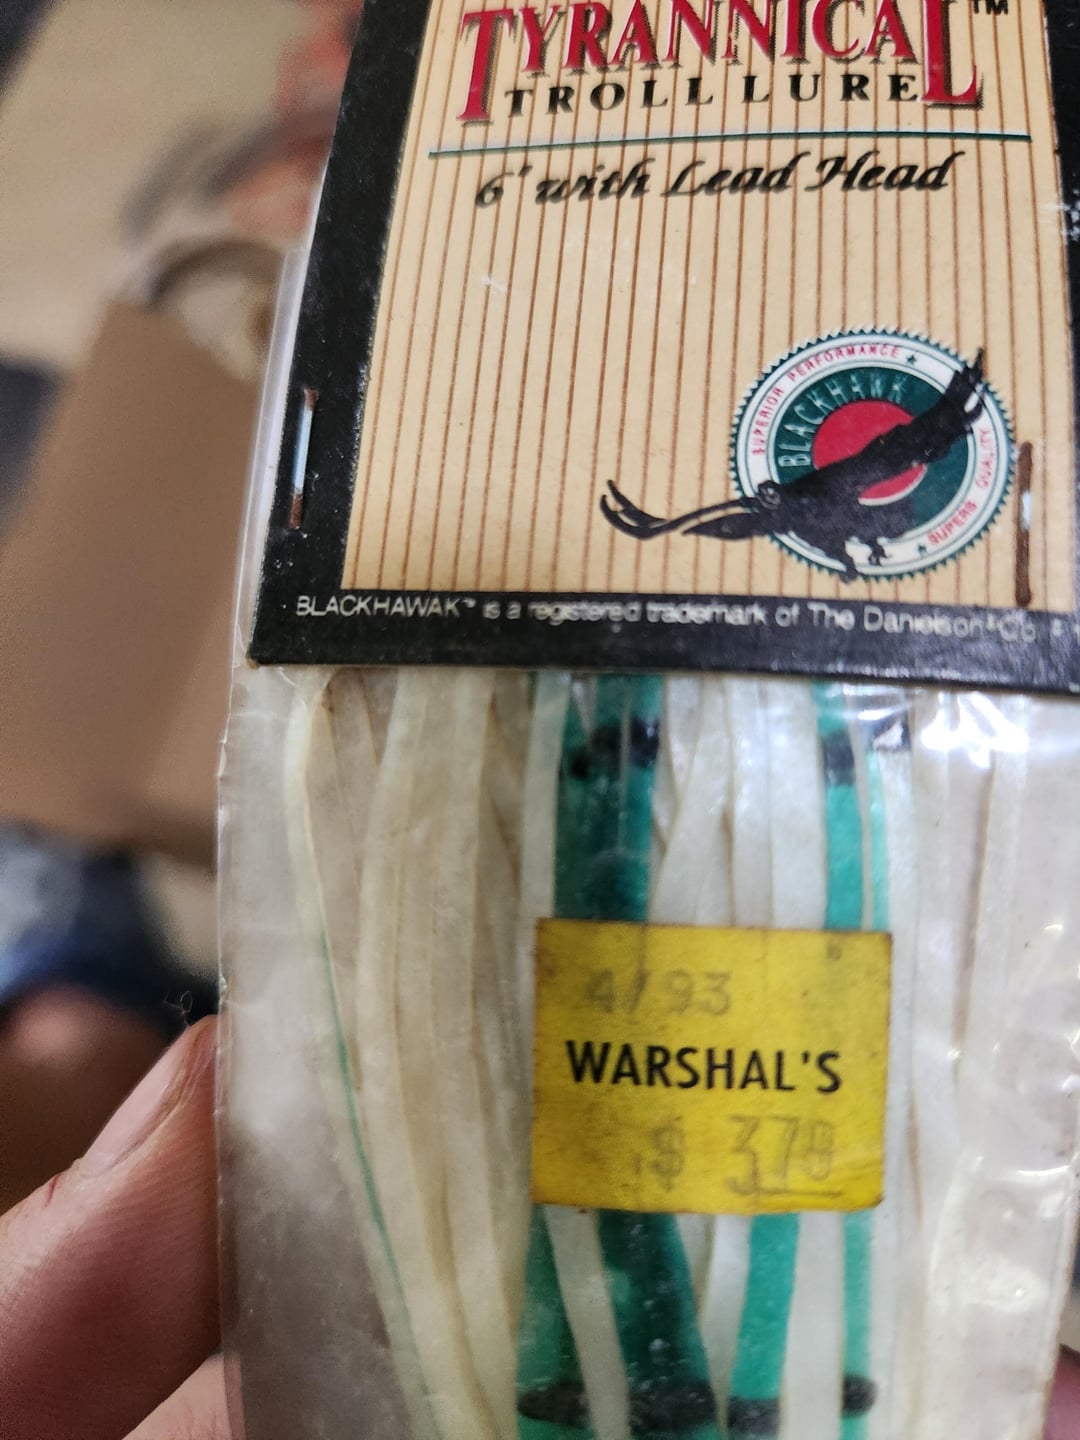 TYRANNICAL™
TROLL LURE
6" with Lead Head
SUPERIOR PERFORMANCE
BLACKHAWK
SUPERB QUALITY
BLACKHAWAK™ is a registered trademark of The Danielson Co
4/93
WARSHAL'S
$ 378